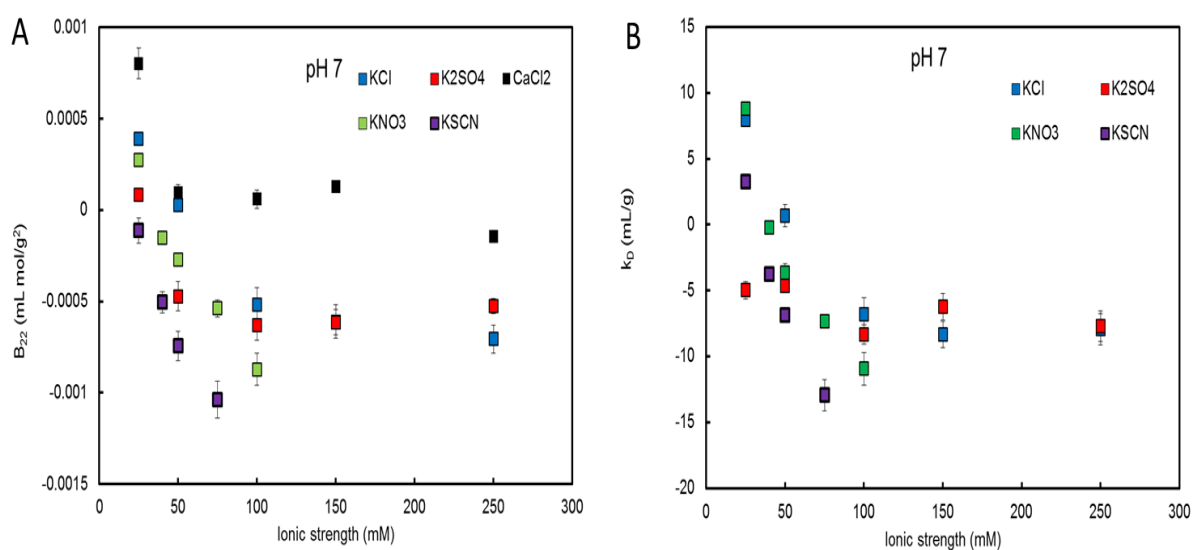 A
pH 7
KCl K2SO4 CaCl2
KNO3 KSCN
B₂₂ (mL mol/g²)
0.001
0.0005
0
-0.0005
-0.001
-0.0015
0 50 100 150 200 250 300
Ionic strength (mM)
B
pH 7
KCl K2SO4
KNO3 KSCN
k_D (mL/g)
15
10
5
0
-5
-10
-15
-20
0 50 100 150 200 250 300
Ionic strength (mM)